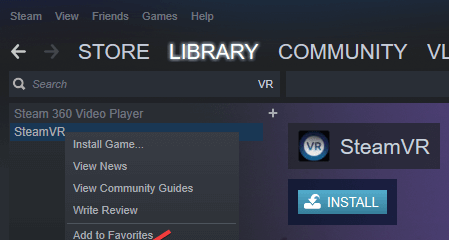 Steam View Friends Games Help
STORE LIBRARY COMMUNITY
Search VR
Steam 360 Video Player +
SteamVR
Install Game...
View News
View Community Guides
Write Review
Add to Favorites
VR SteamVR
INSTALL